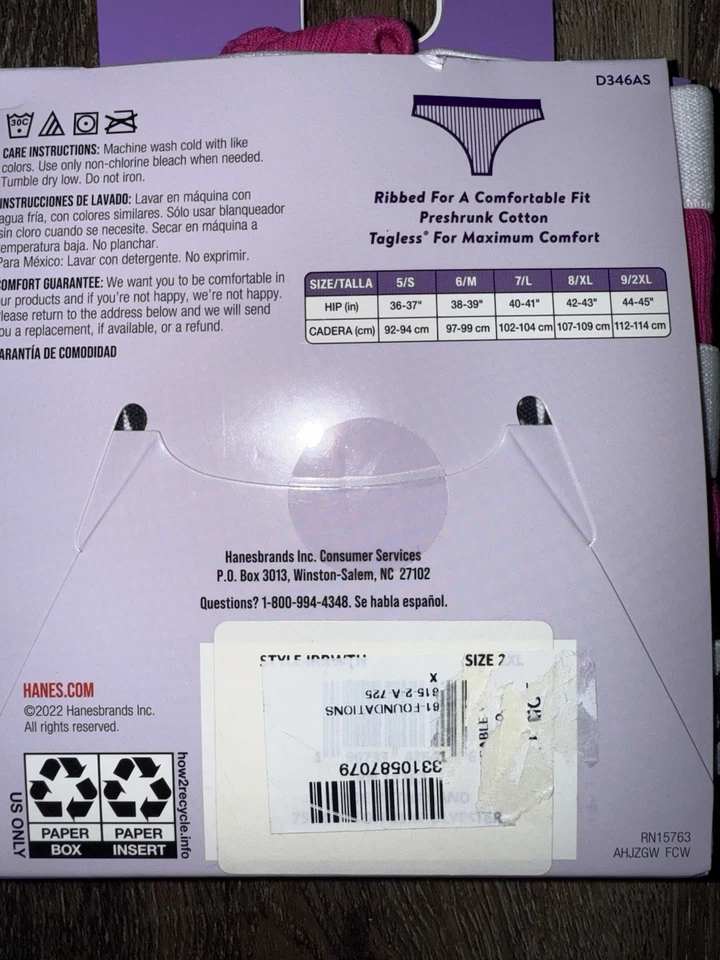 D346AS
30C
CARE INSTRUCTIONS: Machine wash cold with like
colors. Use only non-chlorine bleach when needed.
Tumble dry low. Do not iron.
INSTRUCCIONES DE LAVADO: Lavar en máquina con
agua fría, con colores similares. Sólo usar blanqueador
sin cloro cuando se necesite. Secar en máquina a
temperatura baja. No planchar.
Para México: Lavar con detergente. No exprimir.
COMFORT GUARANTEE: We want you to be comfortable in
our products and if you're not happy, we're not happy.
Please return to the address below and we will send
you a replacement, if available, or a refund.
GARANTÍA DE COMODIDAD
Ribbed For A Comfortable Fit
Preshrunk Cotton
Tagless® For Maximum Comfort
SIZE/TALLA 5/S 6/M 7/L 8/XL 9/2XL
HIP (in) 36-37" 38-39" 40-41" 42-43" 44-45"
CADERA (cm) 92-94 cm 97-99 cm 102-104 cm 107-109 cm 112-114 cm
Hanesbrands Inc. Consumer Services
P.O. Box 3013, Winston-Salem, NC 27102
Questions? 1-800-994-4348. Se habla español.
HANES.COM
©2022 Hanesbrands Inc.
All rights reserved.
US ONLY
PAPER PAPER
BOX INSERT
how2recycle.info
SIZE 2XL
X
615-2-A-725
61-FOUNDATIONS
3310587079
RN15763
AHJZGW FCW